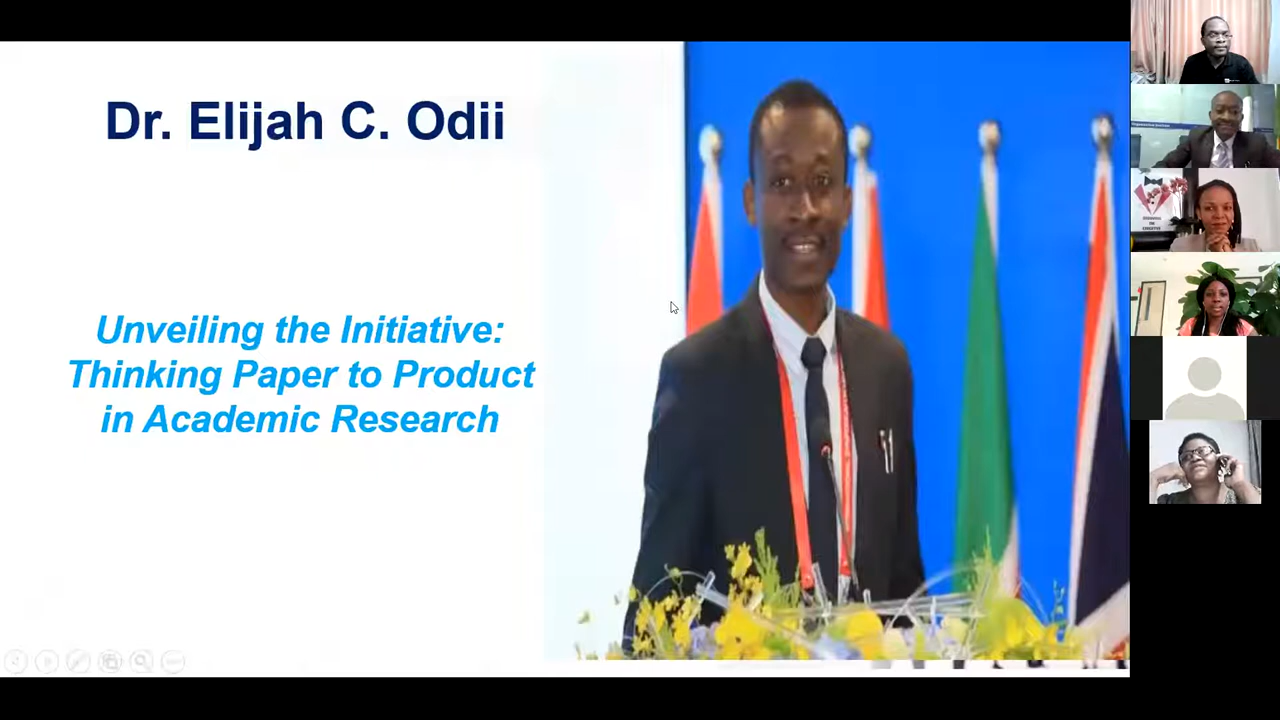 Dr. Elijah C. Odii
Unveiling the Initiative:
Thinking Paper to Product
in Academic Research